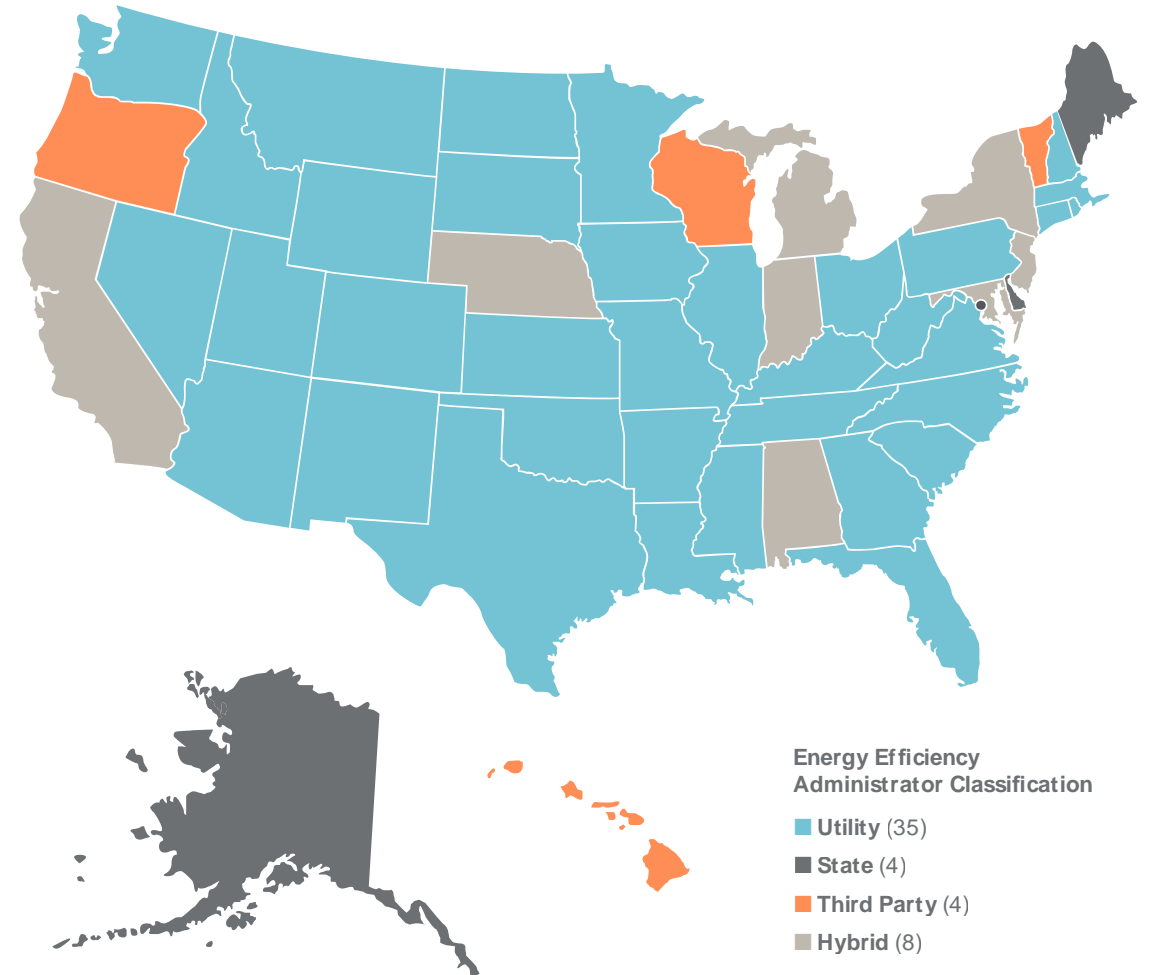 Energy Efficiency
Administrator Classification
Utility (35)
State (4)
Third Party (4)
Hybrid (8)